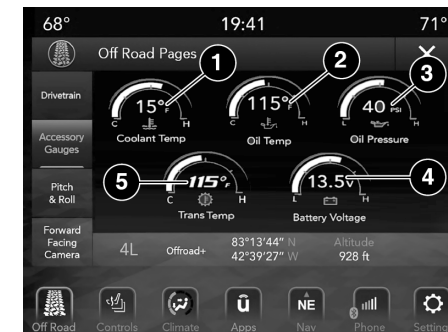 68°
19:41
71°
Off Road Pages
X
1
2
3
Drivetrain
15°F
115°F
40 PSI
C H
C H
L H
Coolant Temp
Oil Temp
Oil Pressure
Accessory
Gauges
5
4
115°F
13.5V
C H
L H
Trans Temp
Battery Voltage
Pitch
& Roll
Forward
Facing
Camera
4L
Offroad+
83°13'44" N
42°39'27" W
Altitude
928 ft
û
NE
Off Road
Controls
Climate
Apps
Nav
Phone
Setting